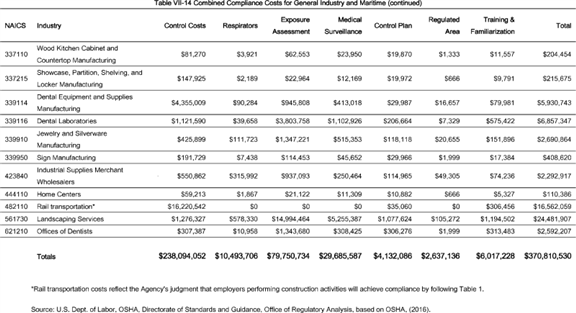 Table VII-14 Combined Compliance Costs for General Industry and Maritime (continued)
NAICS Industry Control Costs Respirators Exposure Assessment Medical Surveillance Control Plan Regulated Area Training & Familiarization Total
337110 Wood Kitchen Cabinet and Countertop Manufacturing $81,270 $3,921 $62,553 $23,950 $19,870 $1,333 $11,557 $204,454
337215 Showcase, Partition, Shelving, and Locker Manufacturing $147,925 $2,189 $22,964 $12,169 $19,972 $666 $9,791 $215,675
339114 Dental Equipment and Supplies Manufacturing $4,355,009 $90,284 $945,808 $413,018 $29,987 $16,657 $79,981 $5,930,743
339116 Dental Laboratories $1,121,590 $39,658 $3,803,758 $1,102,926 $206,664 $7,329 $575,422 $6,857,347
339910 Jewelry and Silverware Manufacturing $425,899 $111,723 $1,347,221 $515,353 $118,118 $20,655 $151,896 $2,690,864
339950 Sign Manufacturing $191,729 $7,438 $114,453 $45,652 $29,966 $1,999 $17,384 $408,620
423840 Industrial Supplies Merchant Wholesalers $550,862 $315,992 $937,093 $250,464 $114,965 $49,305 $74,236 $2,292,917
444110 Home Centers $59,213 $1,867 $21,122 $11,309 $10,882 $666 $5,327 $110,386
482110 Rail transportation* $16,220,542 $0 $0 $0 $35,060 $0 $306,456 $16,562,059
561730 Landscaping Services $1,276,327 $578,330 $14,994,464 $5,255,387 $1,077,624 $105,272 $1,194,502 $24,481,907
621210 Offices of Dentists $307,387 $10,958 $1,343,680 $308,425 $306,276 $1,999 $313,483 $2,592,207
Totals $238,094,052 $10,493,706 $79,750,734 $29,685,587 $4,132,086 $2,637,136 $6,017,228 $370,810,530
*Rail transportation costs reflect the Agency's judgment that employers performing construction activities will achieve compliance by following Table 1.
Source: U.S. Dept. of Labor, OSHA, Directorate of Standards and Guidance, Office of Regulatory Analysis, based on OSHA, (2016).